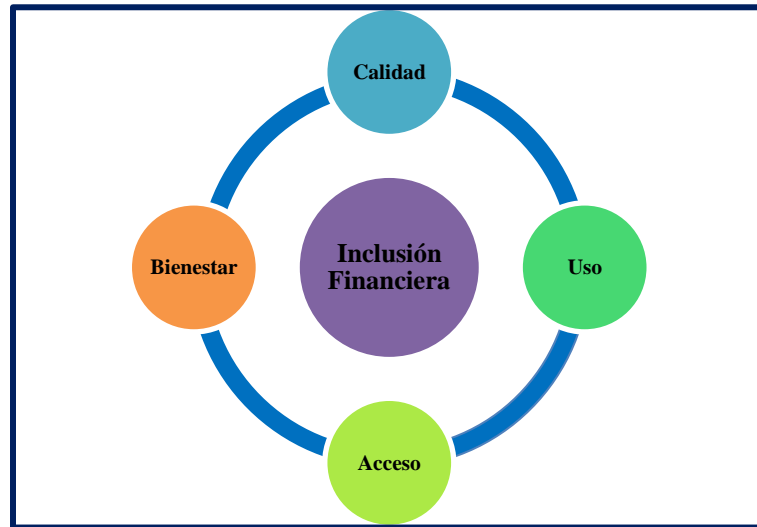 Calidad
Bienestar
Inclusión
Financiera
Uso
Acceso